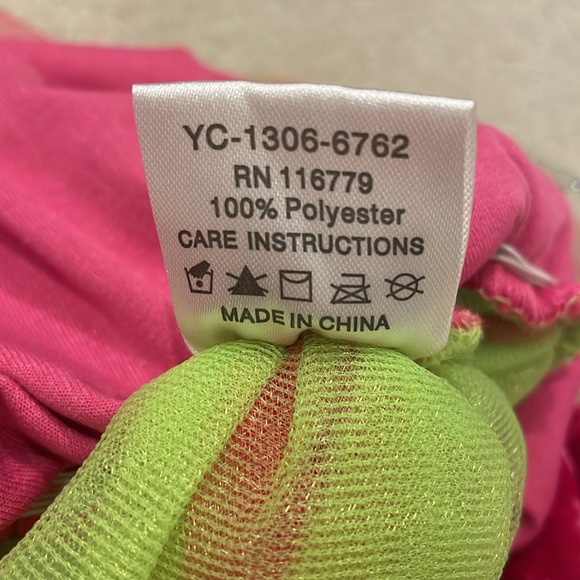 YC-1306-6762
RN 116779
100% Polyester
CARE INSTRUCTIONS
MADE IN CHINA